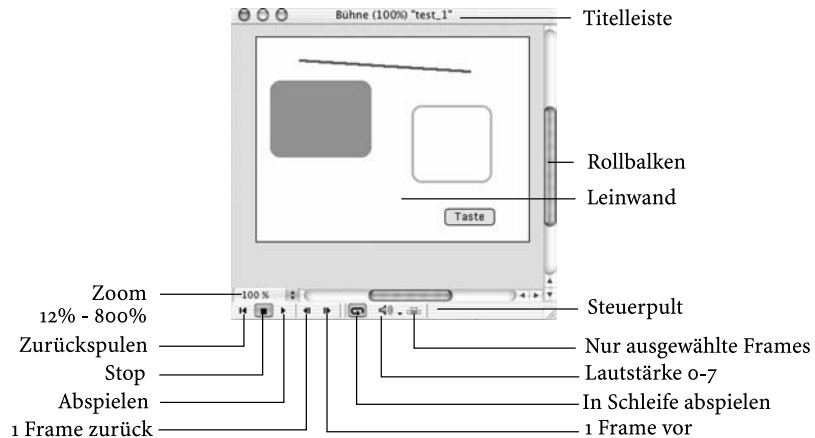 Bühne (100%) "test_1"
Titelleiste
Rollbalken
Leinwand
Taste
100 %
Zoom
12% - 800%
Steuerpult
Zurückspulen
Nur ausgewählte Frames
Stop
Lautstärke 0-7
Abspielen
In Schleife abspielen
1 Frame zurück
1 Frame vor